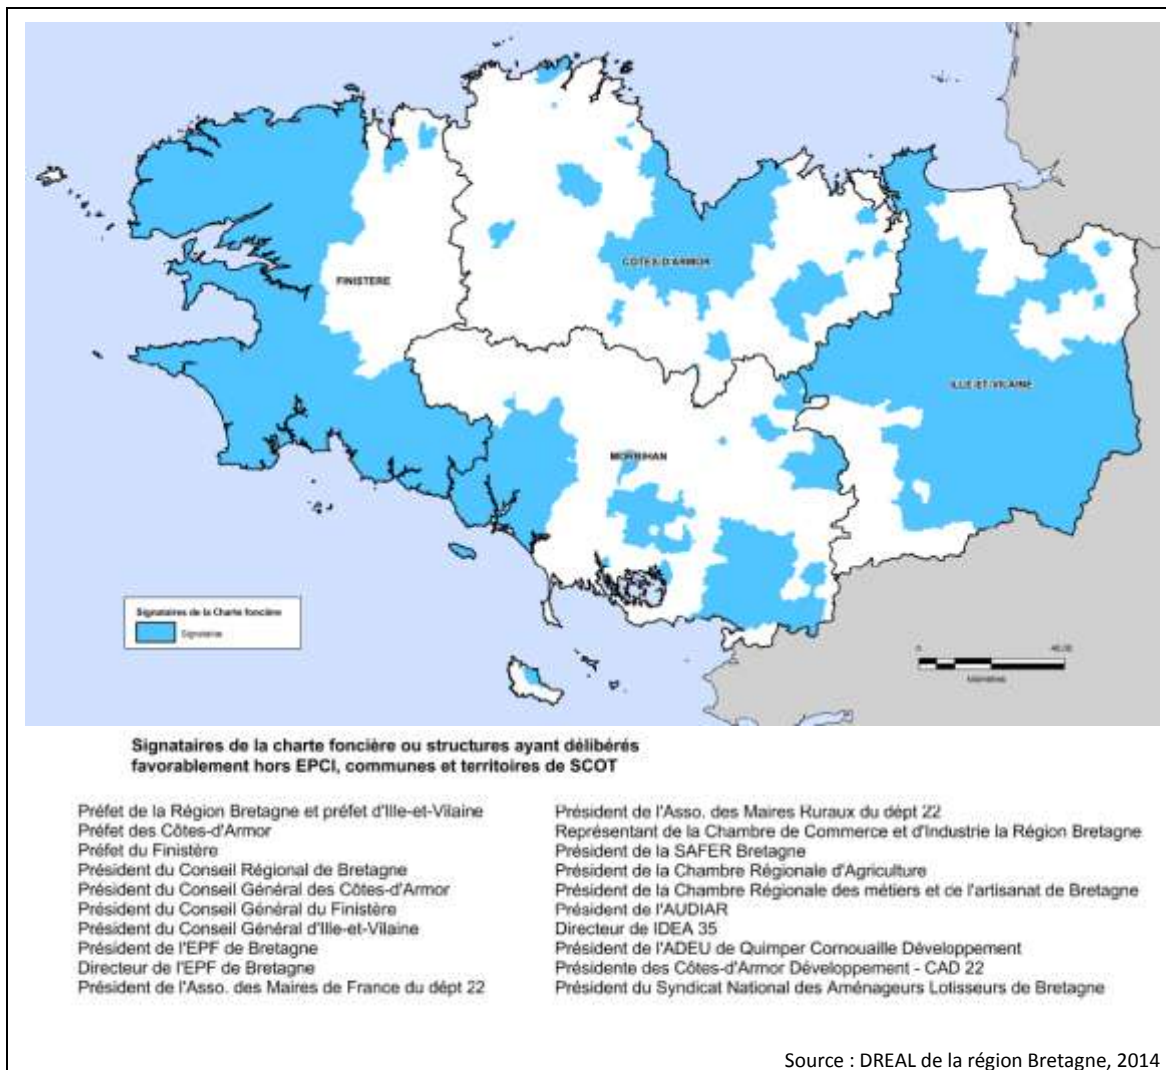 FINISTERE
COTES-D'ARMOR
ILLE-ET-VILAINE
MORBIHAN
Signataires de la Charte foncière
Signataires
0
40,00
kilomètres
Signataires de la charte foncière ou structures ayant délibérés
favorablement hors EPCI, communes et territoires de SCOT
Préfet de la Région Bretagne et préfet d'Ille-et-Vilaine
Préfet des Côtes-d'Armor
Préfet du Finistère
Président du Conseil Régional de Bretagne
Président du Conseil Général des Côtes-d'Armor
Président du Conseil Général du Finistère
Président du Conseil Général d'Ille-et-Vilaine
Président de l'EPF de Bretagne
Directeur de l'EPF de Bretagne
Président de l'Asso. des Maires de France du dépt 22
Président de l'Asso. des Maires Ruraux du dépt 22
Représentant de la Chambre de Commerce et d'Industrie la Région Bretagne
Président de la SAFER Bretagne
Président de la Chambre Régionale d'Agriculture
Président de la Chambre Régionale des métiers et de l'artisanat de Bretagne
Président de l'AUDIAR
Directeur de IDEA 35
Président de l'ADEU de Quimper Cornouaille Développement
Présidente des Côtes-d'Armor Développement - CAD 22
Président du Syndicat National des Aménageurs Lotisseurs de Bretagne
Source : DREAL de la région Bretagne, 2014